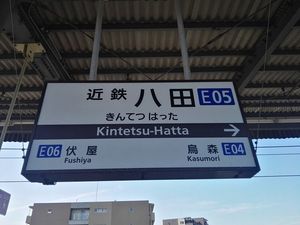 近鉄八田 E05
きんてつはった
Kintetsu-Hatta →
E06 伏屋 烏森 E04
Fushiya Kasumori